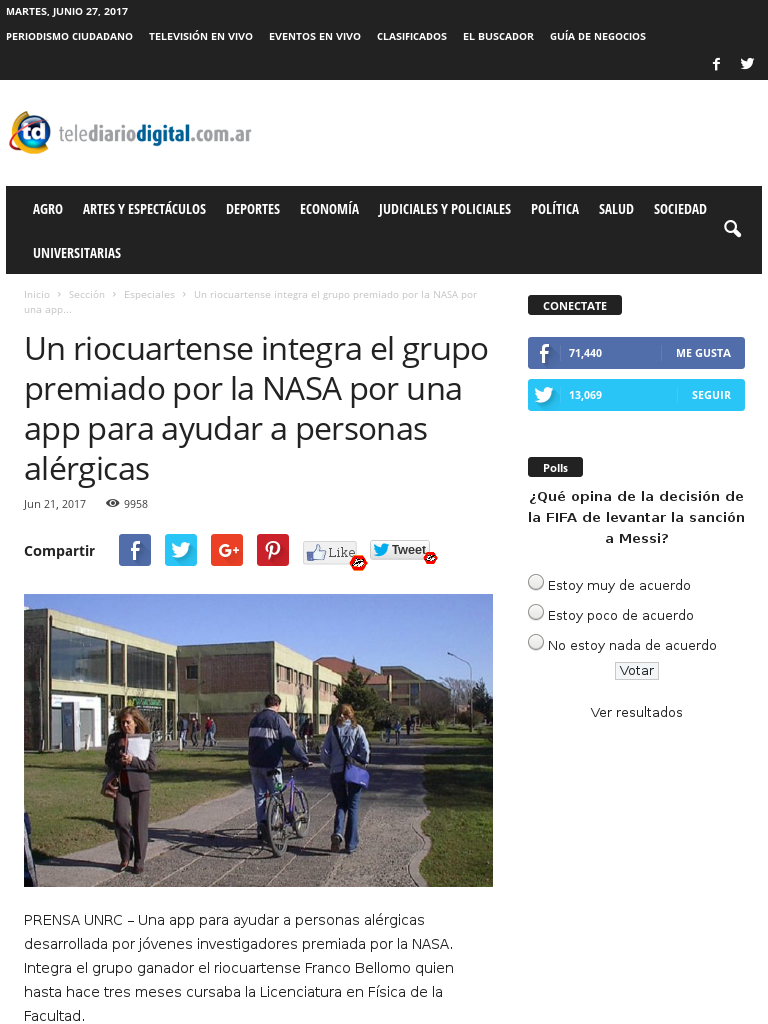 MARTES, JUNIO 27, 2017
PERIODISMO CIUDADANO TELEVISIÓN EN VIVO EVENTOS EN VIVO CLASIFICADOS EL BUSCADOR GUÍA DE NEGOCIOS
td telediariodigital.com.ar
AGRO ARTES Y ESPECTÁCULOS DEPORTES ECONOMÍA JUDICIALES Y POLICIALES POLÍTICA SALUD SOCIEDAD
UNIVERSITARIAS
Inicio › Sección › Especiales › Un riocuartense integra el grupo premiado por la NASA por
una app...
Un riocuartense integra el grupo
premiado por la NASA por una
app para ayudar a personas
alérgicas
Jun 21, 2017 9958
Compartir Like Tweet
PRENSA UNRC – Una app para ayudar a personas alérgicas
desarrollada por jóvenes investigadores premiada por la NASA.
Integra el grupo ganador el riocuartense Franco Bellomo quien
hasta hace tres meses cursaba la Licenciatura en Física de la
Facultad.
CONECTATE
71,440 ME GUSTA
13,069 SEGUIR
Polls
¿Qué opina de la decisión de
la FIFA de levantar la sanción
a Messi?
Estoy muy de acuerdo
Estoy poco de acuerdo
No estoy nada de acuerdo
Votar
Ver resultados